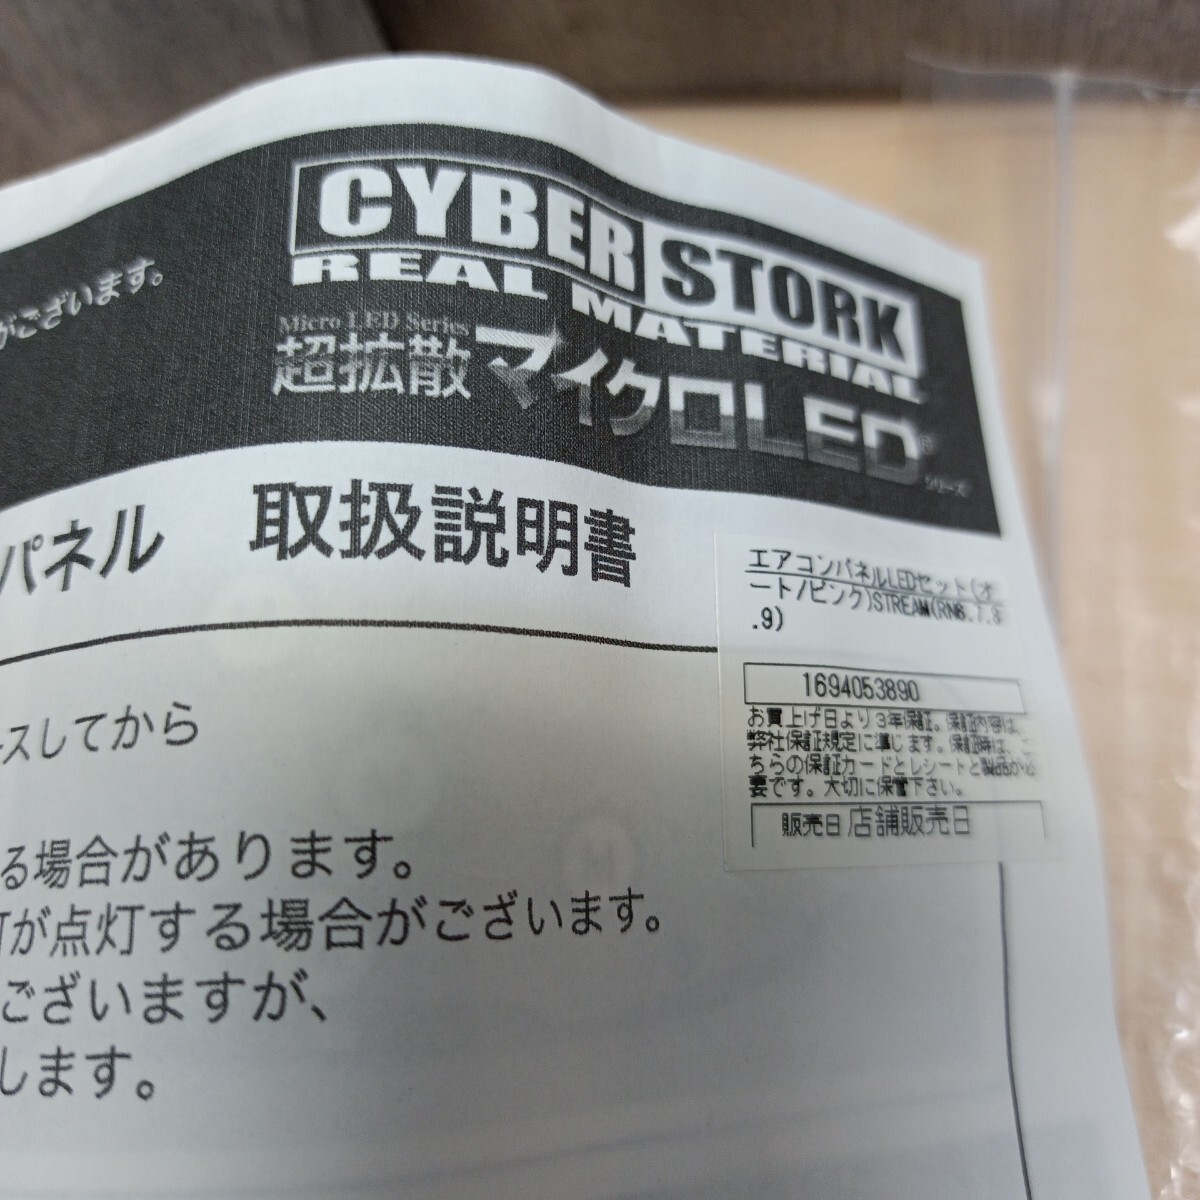 がございます。
CYBER STORK
REAL MATERIAL
Micro LED Series
超拡散マイクロLED
シリーズ
パネル 取扱説明書
エアコンパネルLEDセット(オ
ート/ピンク)STREAM(RN6.7.8
.9)
1694053890
お買上げ日より3年保証。保証内容は、
弊社保証規定に準じます。保証時は、こ
ちらの保証カードとレシートと製品が必
要です。大切に保管下さい。
販売日 店舗販売日
ースしてから
る場合があります。
灯が点灯する場合がございます。
ございますが、
します。